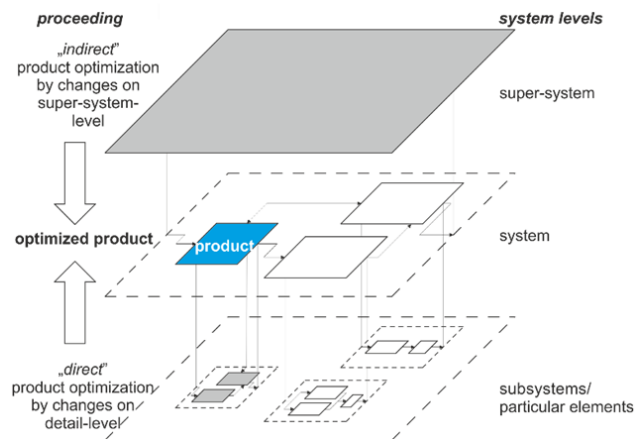 proceeding
„indirect"
product optimization
by changes on
super-system-
level
optimized product
„direct"
product optimization
by changes on
detail-level
product
system levels
super-system
system
subsystems/
particular elements